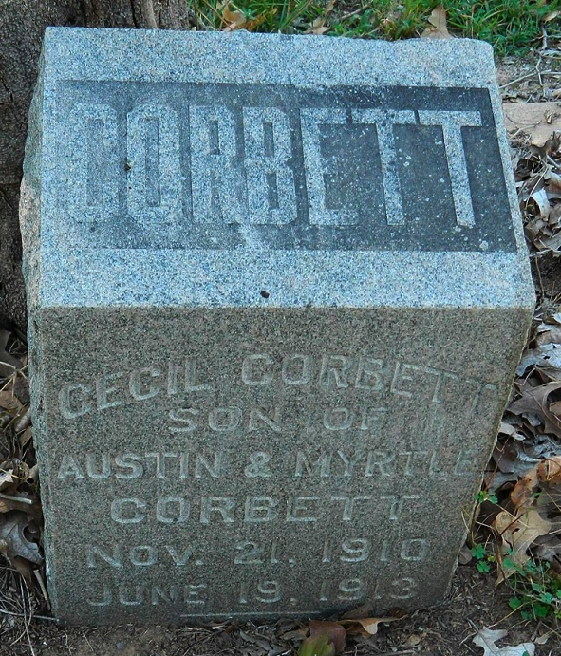 CORBETT
CECIL CORBETT
SON OF
AUSTIN & MYRTLE
CORBETT
NOV. 21. 1910
JUNE 19. 1913